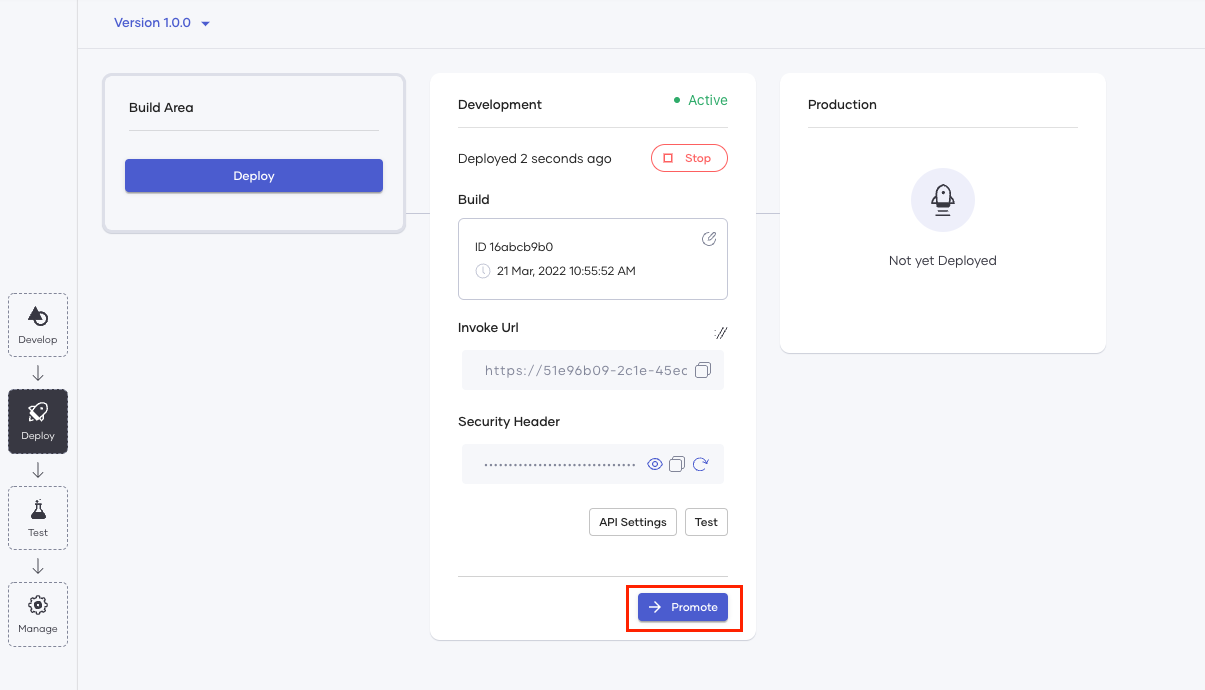 Version 1.0.0
Build Area
Deploy
Development
Active
Deployed 2 seconds ago
Stop
Build
ID 16abcb9b0
21 Mar, 2022 10:55:52 AM
Invoke Url
://
https://51e96b09-2c1e-45ec
Security Header
API Settings
Test
Promote
Production
Not yet Deployed
Develop
Deploy
Test
Manage